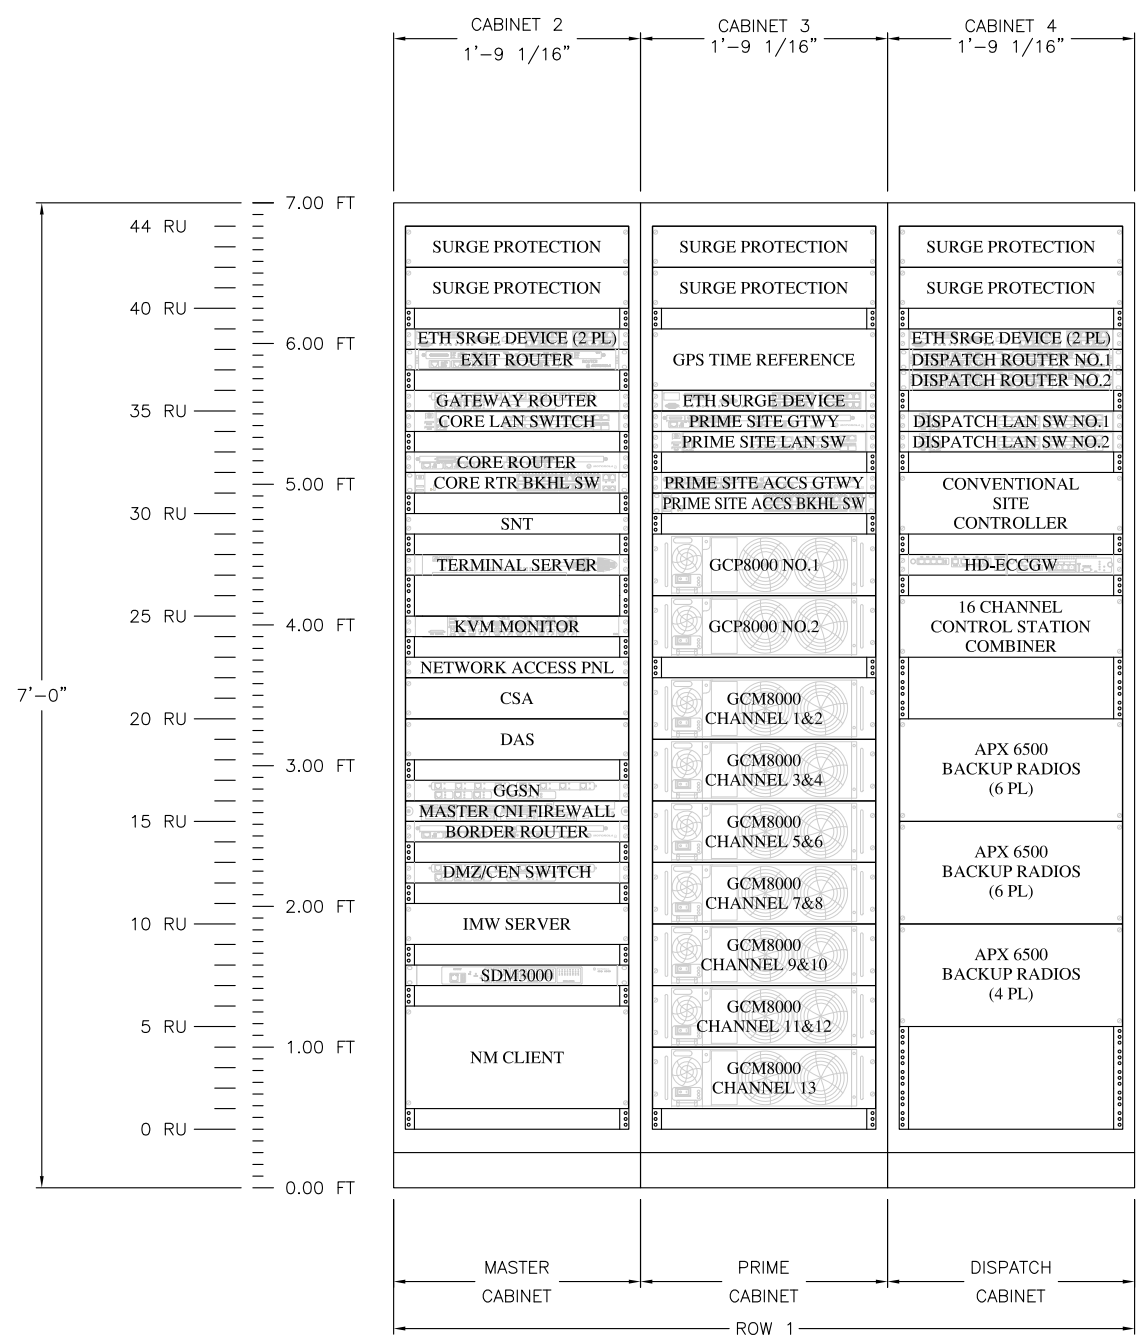 CABINET 2
1'-9 1/16"
CABINET 3
1'-9 1/16"
CABINET 4
1'-9 1/16"
7'-0"
44 RU
40 RU
35 RU
30 RU
25 RU
20 RU
15 RU
10 RU
5 RU
0 RU
7.00 FT
6.00 FT
5.00 FT
4.00 FT
3.00 FT
2.00 FT
1.00 FT
0.00 FT
SURGE PROTECTION
SURGE PROTECTION
ETH SRGE DEVICE (2 PL)
EXIT ROUTER
GATEWAY ROUTER
CORE LAN SWITCH
CORE ROUTER
CORE RTR BKHL SW
SNT
TERMINAL SERVER
KVM MONITOR
NETWORK ACCESS PNL
CSA
DAS
GGSN
MASTER CNI FIREWALL
BORDER ROUTER
DMZ/CEN SWITCH
IMW SERVER
SDM3000
NM CLIENT
SURGE PROTECTION
SURGE PROTECTION
GPS TIME REFERENCE
ETH SURGE DEVICE
PRIME SITE GTWY
PRIME SITE LAN SW
PRIME SITE ACCS GTWY
PRIME SITE ACCS BKHL SW
GCP8000 NO.1
GCP8000 NO.2
GCM8000
CHANNEL 1&2
GCM8000
CHANNEL 3&4
GCM8000
CHANNEL 5&6
GCM8000
CHANNEL 7&8
GCM8000
CHANNEL 9&10
GCM8000
CHANNEL 11&12
GCM8000
CHANNEL 13
SURGE PROTECTION
SURGE PROTECTION
ETH SRGE DEVICE (2 PL)
DISPATCH ROUTER NO.1
DISPATCH ROUTER NO.2
DISPATCH LAN SW NO.1
DISPATCH LAN SW NO.2
CONVENTIONAL
SITE
CONTROLLER
HD-ECCGW
16 CHANNEL
CONTROL STATION
COMBINER
APX 6500
BACKUP RADIOS
(6 PL)
APX 6500
BACKUP RADIOS
(6 PL)
APX 6500
BACKUP RADIOS
(4 PL)
MASTER
CABINET
PRIME
CABINET
DISPATCH
CABINET
ROW 1